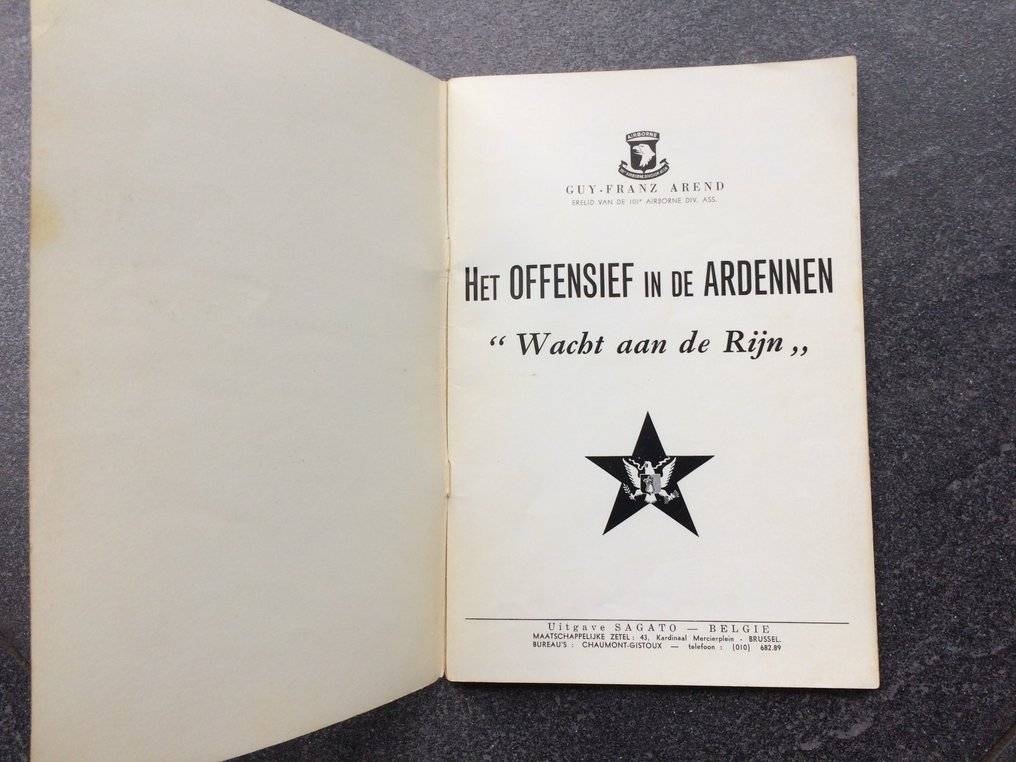 AIRBORNE
GUY-FRANZ AREND
ERELID VAN DE 101e AIRBORNE DIV. ASS.
HET OFFENSIEF IN DE ARDENNEN
“ Wacht aan de Rijn „
Uitgave SAGATO — BELGIE
MAATSCHAPPELIJKE ZETEL : 43, Kardinaal Mercierplein - BRUSSEL.
BUREAU'S : CHAUMONT-GISTOUX — telefoon : (010) 682.89